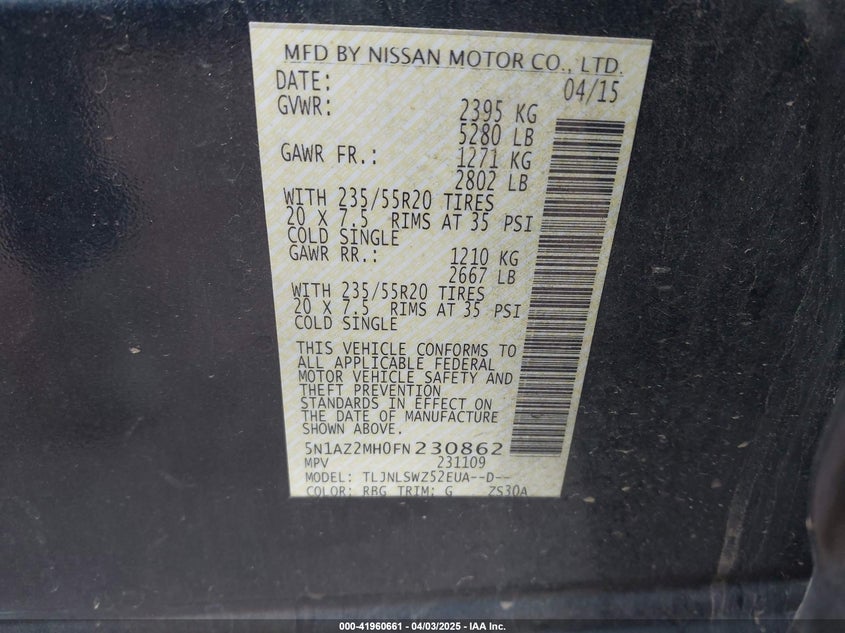 MFD BY NISSAN MOTOR CO., LTD.
DATE: 04/15
GVWR: 2395 KG
5280 LB
GAWR FR.: 1271 KG
2802 LB
WITH 235/55R20 TIRES
20 X 7.5 RIMS AT 35 PSI
COLD SINGLE
GAWR RR.: 1210 KG
2667 LB
WITH 235/55R20 TIRES
20 X 7.5 RIMS AT 35 PSI
COLD SINGLE
THIS VEHICLE CONFORMS TO
ALL APPLICABLE FEDERAL
MOTOR VEHICLE SAFETY AND
THEFT PREVENTION
STANDARDS IN EFFECT ON
THE DATE OF MANUFACTURE
SHOWN ABOVE.
5N1AZ2MH0FN230862
MPV 231109
MODEL: TLJNLSWZ52EUA--D--
COLOR: RBG TRIM: G ZS30A
000-41960661 - 04/03/2025 - IAA Inc.